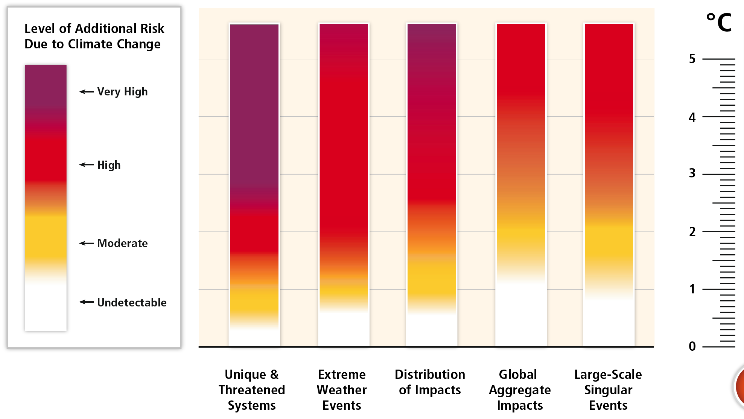 Level of Additional Risk
Due to Climate Change
Very High
High
Moderate
Undetectable
°C
5
4
3
2
1
0
Unique &
Threatened
Systems
Extreme
Weather
Events
Distribution
of Impacts
Global
Aggregate
Impacts
Large-Scale
Singular
Events